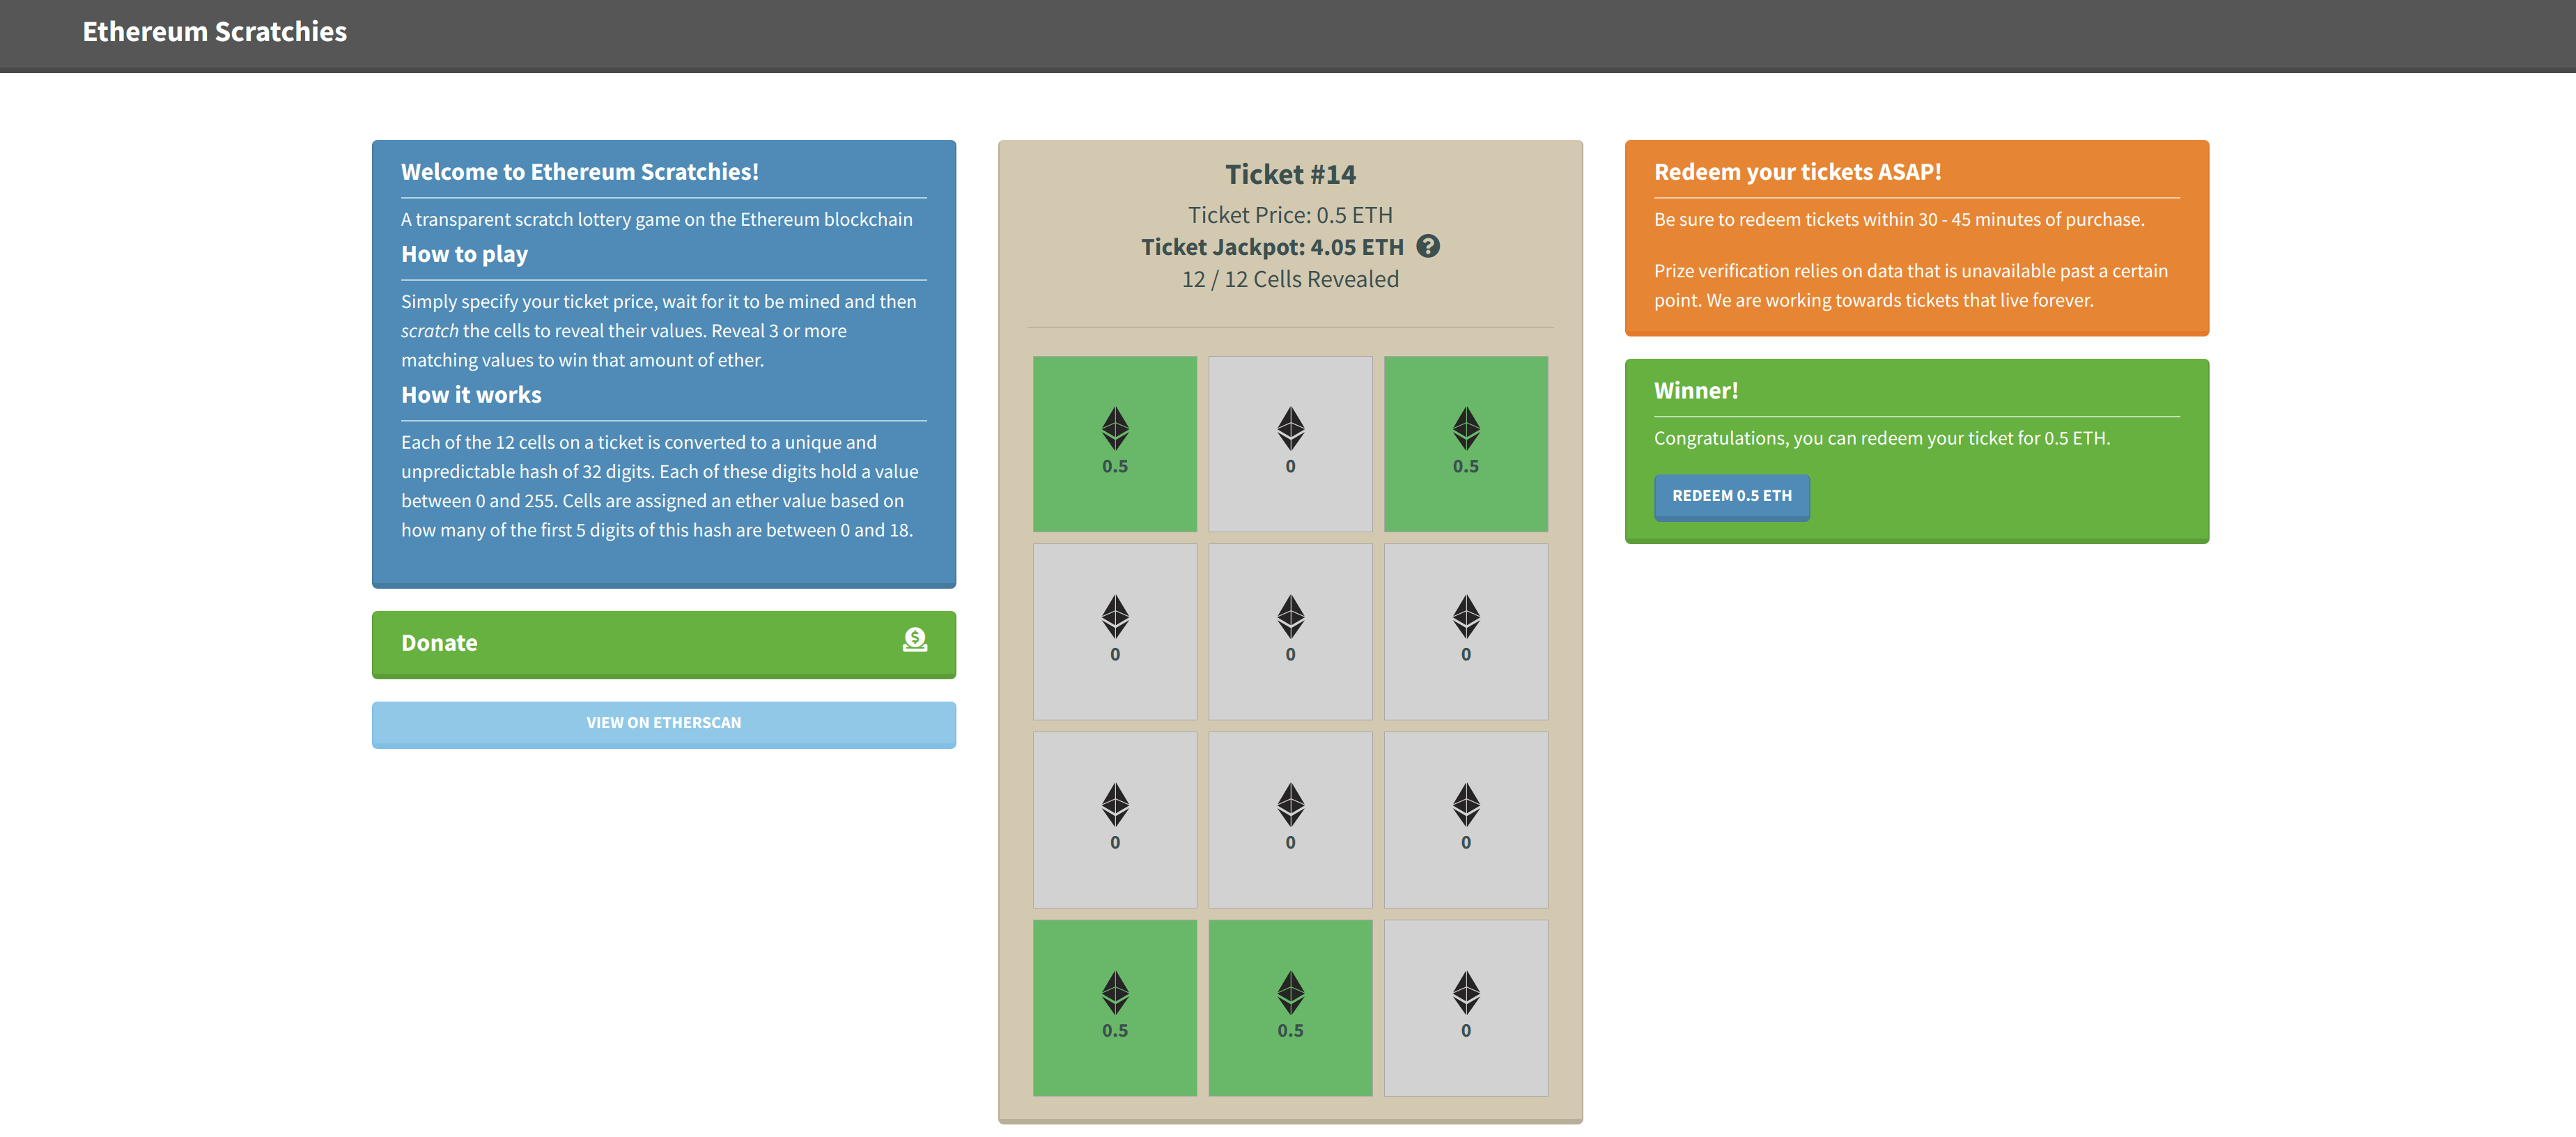 Ethereum Scratchies
Welcome to Ethereum Scratchies!
A transparent scratch lottery game on the Ethereum blockchain
How to play
Simply specify your ticket price, wait for it to be mined and then
scratch the cells to reveal their values. Reveal 3 or more
matching values to win that amount of ether.
How it works
Each of the 12 cells on a ticket is converted to a unique and
unpredictable hash of 32 digits. Each of these digits hold a value
between 0 and 255. Cells are assigned an ether value based on
how many of the first 5 digits of this hash are between 0 and 18.
Donate
VIEW ON ETHERSCAN
Ticket #14
Ticket Price: 0.5 ETH
Ticket Jackpot: 4.05 ETH ?
12 / 12 Cells Revealed
0.5 0 0.5
0 0 0
0 0 0
0.5 0.5 0
Redeem your tickets ASAP!
Be sure to redeem tickets within 30 - 45 minutes of purchase.
Prize verification relies on data that is unavailable past a certain
point. We are working towards tickets that live forever.
Winner!
Congratulations, you can redeem your ticket for 0.5 ETH.
REDEEM 0.5 ETH